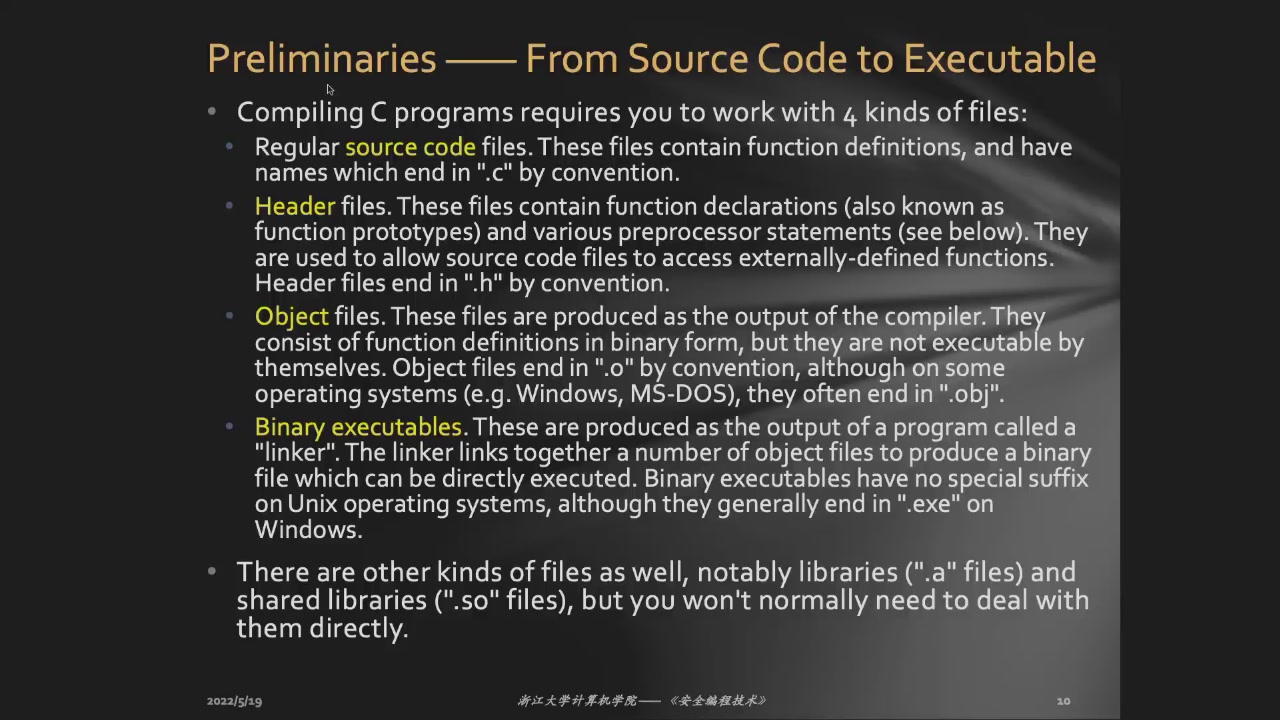 Preliminaries —— From Source Code to Executable
• Compiling C programs requires you to work with 4 kinds of files:
• Regular source code files. These files contain function definitions, and have
names which end in ".c" by convention.
• Header files. These files contain function declarations (also known as
function prototypes) and various preprocessor statements (see below). They
are used to allow source code files to access externally-defined functions.
Header files end in ".h" by convention.
• Object files. These files are produced as the output of the compiler. They
consist of function definitions in binary form, but they are not executable by
themselves. Object files end in ".o" by convention, although on some
operating systems (e.g. Windows, MS-DOS), they often end in ".obj".
• Binary executables. These are produced as the output of a program called a
"linker". The linker links together a number of object files to produce a binary
file which can be directly executed. Binary executables have no special suffix
on Unix operating systems, although they generally end in ".exe" on
Windows.
• There are other kinds of files as well, notably libraries (".a" files) and
shared libraries (".so" files), but you won't normally need to deal with
them directly.
2022/5/19 浙江大学计算机学院—— 《安全编程技术》 10